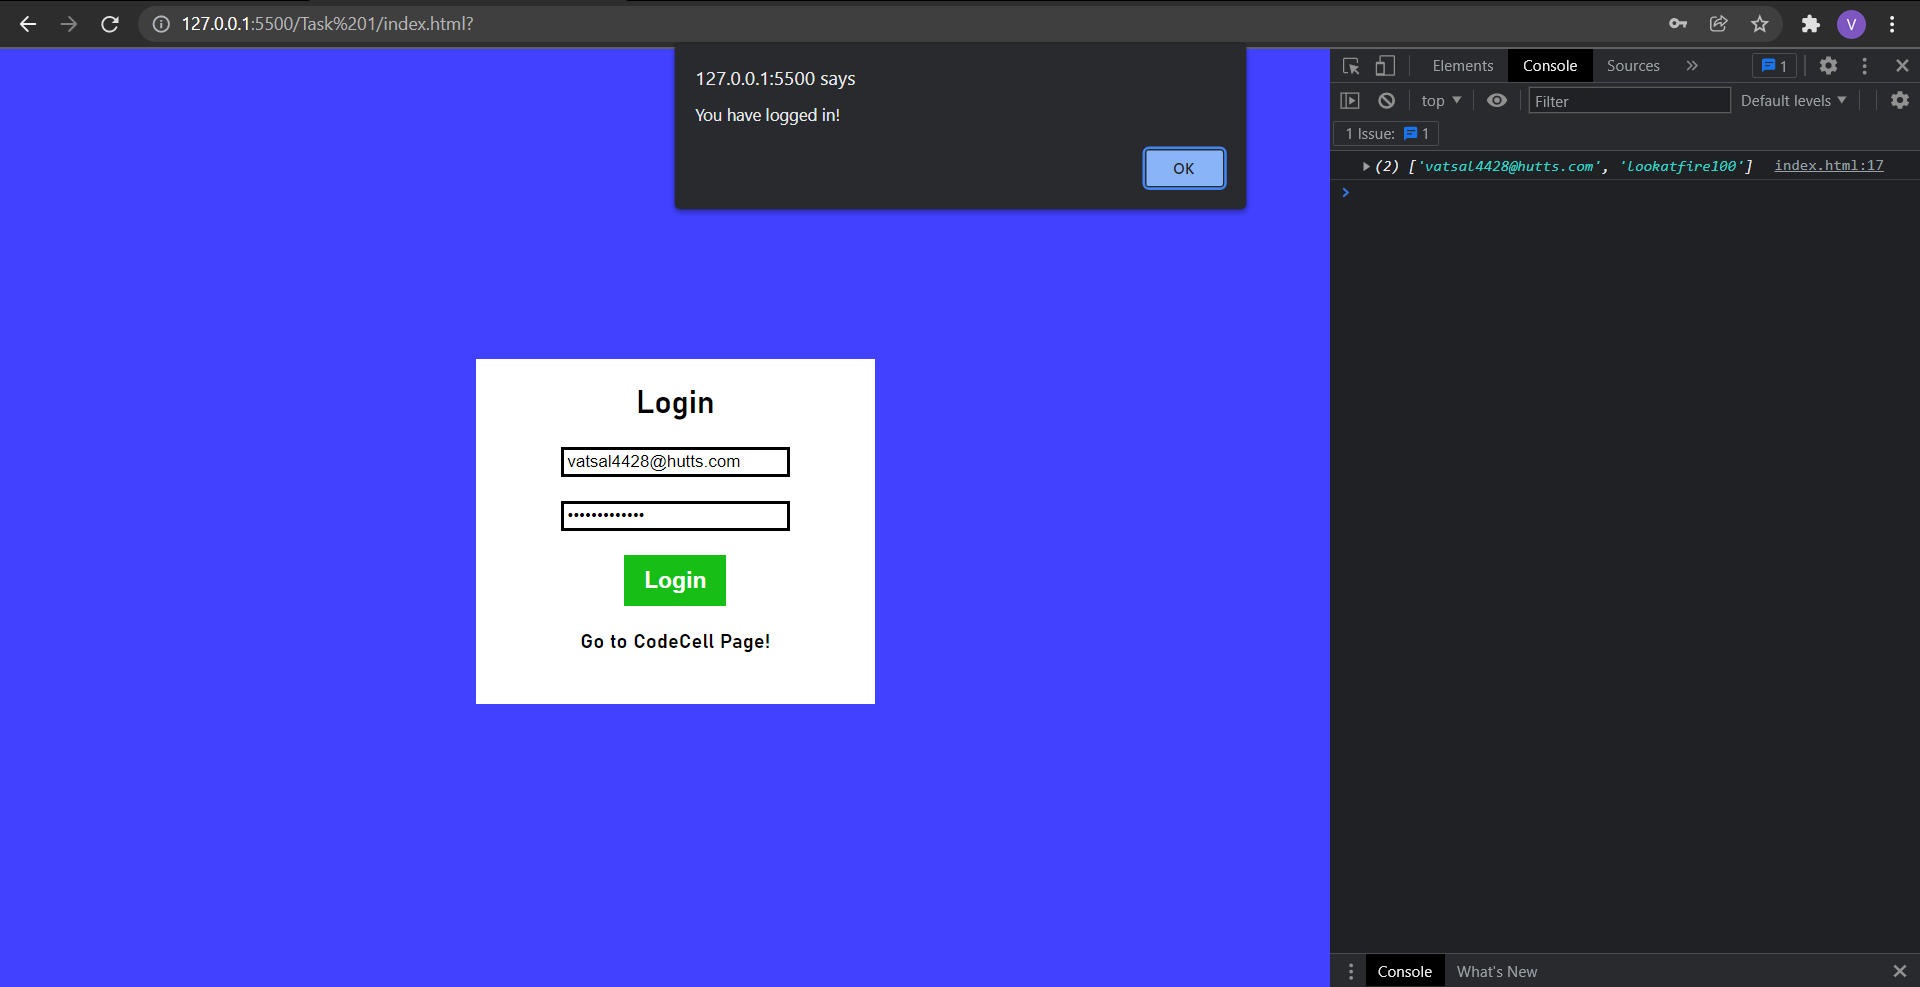 127.0.0.1:5500/Task%201/index.html?
V
127.0.0.1:5500 says
You have logged in!
OK
Login
vatsal4428@hutts.com
•••••••••••••
Login
Go to CodeCell Page!
Elements Console Sources » 1
top Filter Default levels
1 Issue: 1
(2) ['vatsal4428@hutts.com', 'lookatfire100'] index.html:17
Console What's New